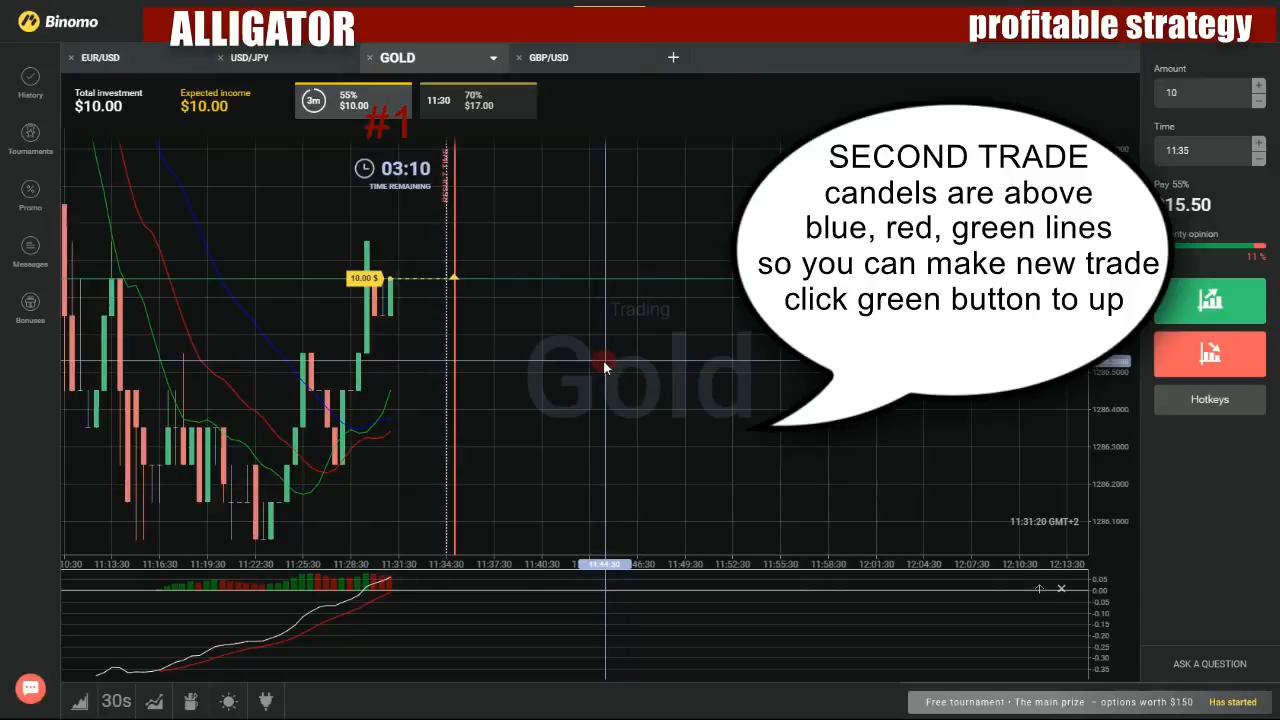 Binomo
ALLIGATOR
profitable strategy
EUR/USD
USD/JPY
GOLD
GBP/USD
Total investment
$10.00
Expected income
$10.00
3m
55%
$10.00
11:30
70%
$17.00
#1
03:10
TIME REMAINING
10.00 $
Trading
Gold
SECOND TRADE
candels are above
blue, red, green lines
so you can make new trade
click green button to up
History
Tournaments
Promo
Messages
Bonuses
Amount
10
Time
11:35
Pay 55%
$15.50
11 %
Hotkeys
1286.5000
1286.4000
1286.3000
1286.2000
1286.1000
11:31:20 GMT+2
10:30 11:13:30 11:16:30 11:19:30 11:22:30 11:25:30 11:28:30 11:31:30 11:34:30 11:37:30 11:40:30 11:44:30 46:30 11:49:30 11:52:30 11:55:30 11:58:30 12:01:30 12:04:30 12:07:30 12:10:30 12:13:30
0.05
0.00
-0.05
-0.10
-0.15
-0.20
-0.25
-0.30
-0.35
30s
ASK A QUESTION
Free tournament • The main prize – options worth $150 Has started